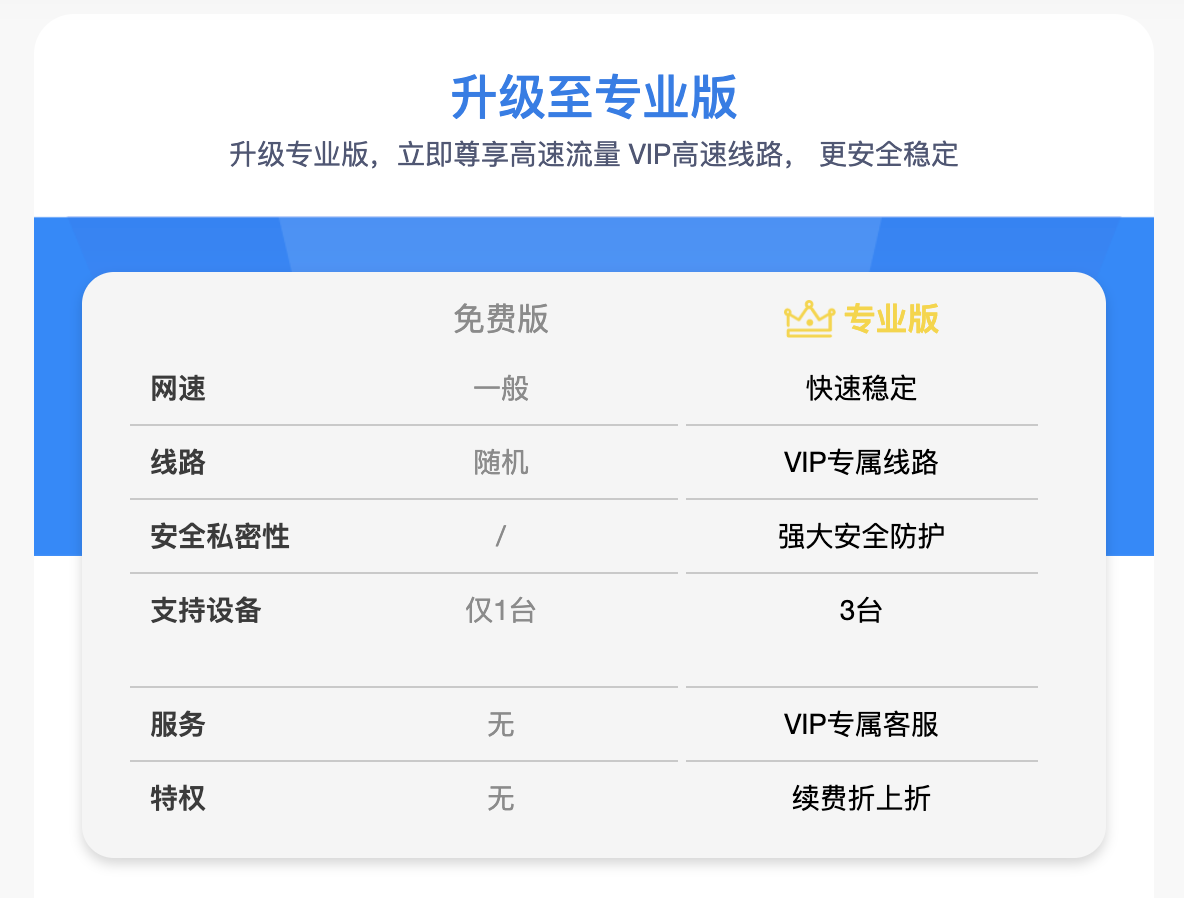 升级至专业版
升级专业版，立即尊享高速流量 VIP高速线路， 更安全稳定
免费版 专业版
网速 一般 快速稳定
线路 随机 VIP专属线路
安全私密性 / 强大安全防护
支持设备 仅1台 3台
服务 无 VIP专属客服
特权 无 续费折上折